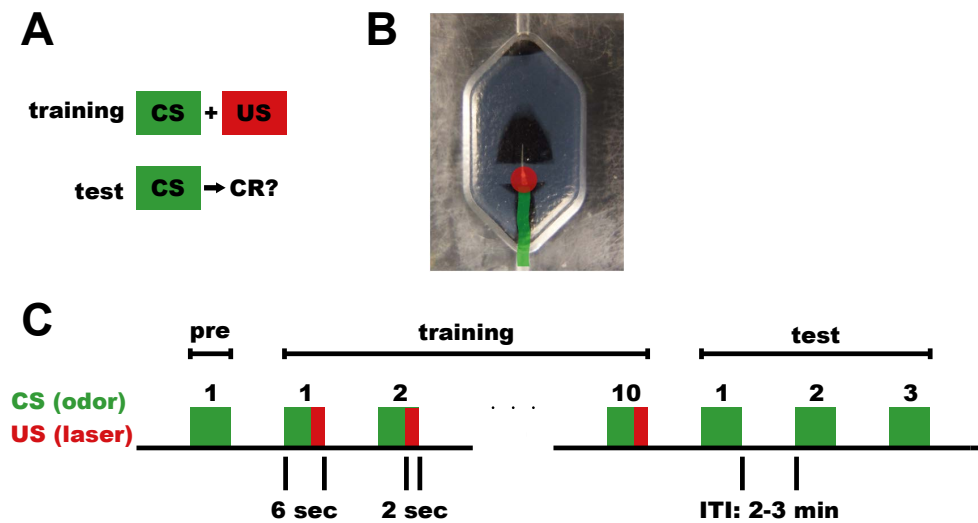 A
training CS + US
test CS → CR?
B
C
pre training test
1 1 2 10 1 2 3
CS (odor)
. . .
US (laser)
6 sec 2 sec ITI: 2-3 min